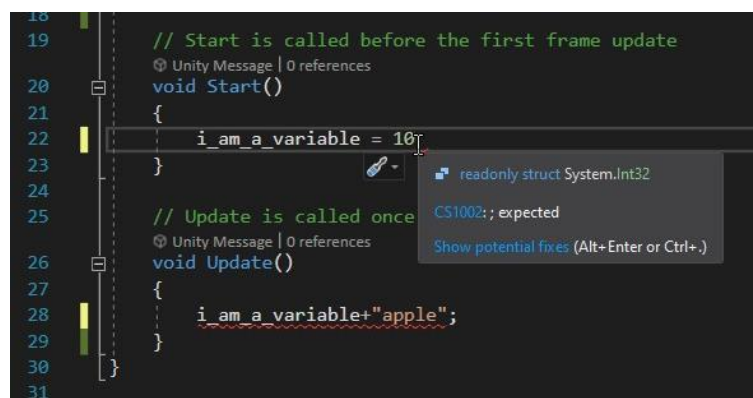 18
19 // Start is called before the first frame update
Unity Message | 0 references
20 void Start()
21 {
22 i_am_a_variable = 10
23 }
readonly struct System.Int32
24
CS1002: ; expected
25 // Update is called once
Unity Message | 0 references
Show potential fixes (Alt+Enter or Ctrl+.)
26 void Update()
27 {
28 i_am_a_variable+"apple";
29 }
30 }
31